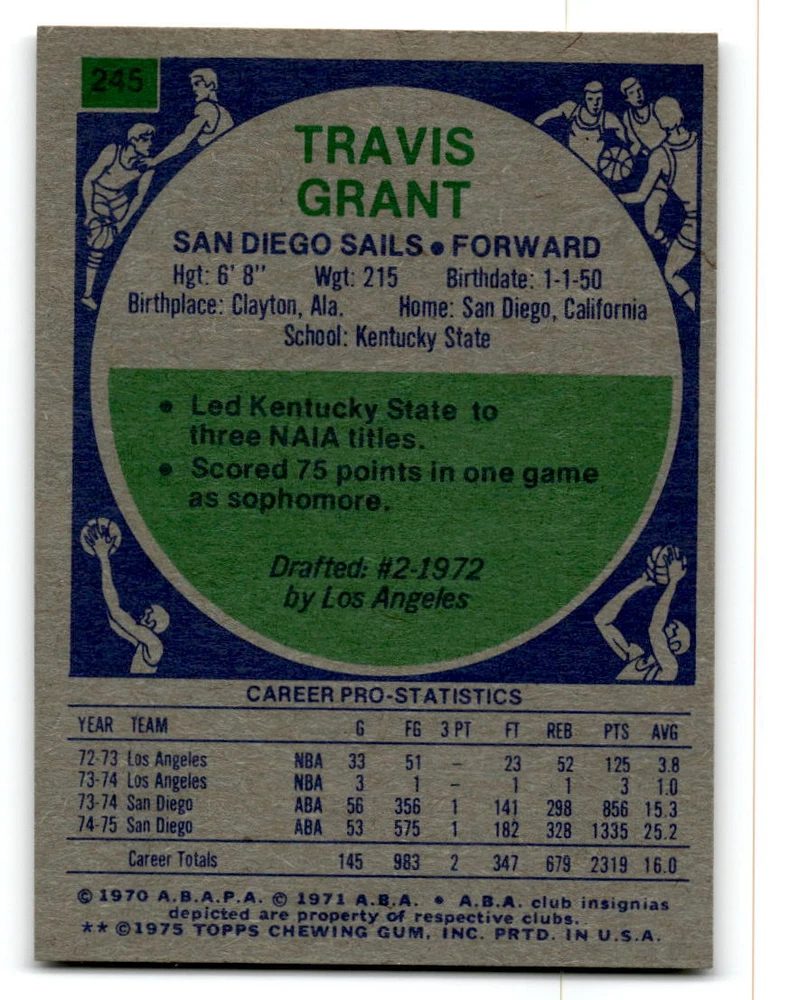 245
TRAVIS
GRANT
SAN DIEGO SAILS • FORWARD
Hgt: 6' 8" Wgt: 215 Birthdate: 1-1-50
Birthplace: Clayton, Ala. Home: San Diego, California
School: Kentucky State
• Led Kentucky State to
three NAIA titles.
• Scored 75 points in one game
as sophomore.
Drafted: #2-1972
by Los Angeles
CAREER PRO-STATISTICS
YEAR TEAM G FG 3 PT FT REB PTS AVG
72-73 Los Angeles NBA 33 51 – 23 52 125 3.8
73-74 Los Angeles NBA 3 1 – 1 1 3 1.0
73-74 San Diego ABA 56 356 1 141 298 856 15.3
74-75 San Diego ABA 53 575 1 182 328 1335 25.2
Career Totals 145 983 2 347 679 2319 16.0
© 1970 A.B.A.P.A. © 1971 A.B.A. • A.B.A. club insignias
depicted are property of respective clubs.
** ©1975 TOPPS CHEWING GUM, INC. PRTD. IN U.S.A.